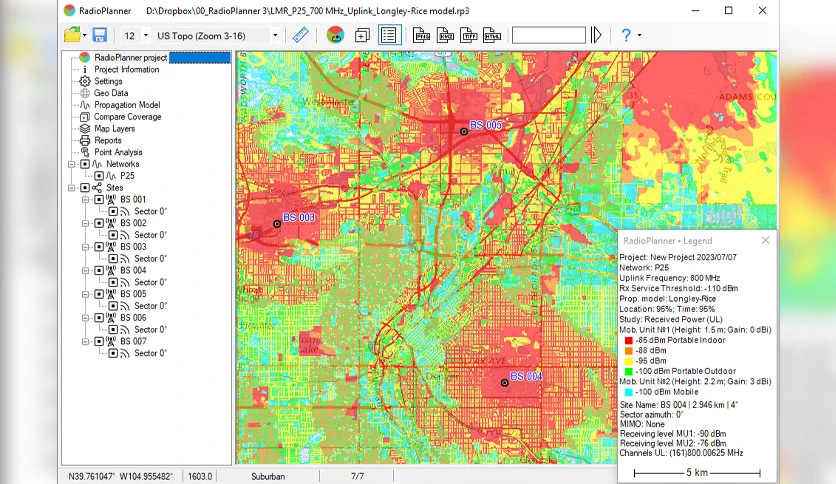 RadioPlanner D:\Dropbox\00_RadioPlanner 3\LMR_P25_700 MHz_Uplink_Longley-Rice model.rp3
12 US Topo (Zoom 3-16)
PNG KMZ TIFF HTML
?
RadioPlanner project
Project Information
Settings
Geo Data
Propagation Model
Compare Coverage
Map Layers
Reports
Point Analysis
Networks
P25
Sites
BS 001
Sector 0°
BS 002
Sector 0°
BS 003
Sector 0°
BS 004
Sector 0°
BS 005
Sector 0°
BS 006
Sector 0°
BS 007
Sector 0°
WADSWORTH B
Westminster
ADAMS COU
BS 005
BS 003
Denver
BS 004
RadioPlanner • Legend
Project: New Project 2023/07/07
Network: P25
Uplink Frequency: 800 MHz
Rx Service Threshold: -110 dBm
Prop. model: Longley-Rice
Location: 95%; Time: 95%
Study: Received Power (UL)
Mob. Unit №1 (Height: 1.5 m; Gain: 0 dBi)
-85 dBm Portable Indoor
-88 dBm
-95 dBm
-100 dBm Portable Outdoor
Mob. Unit №2 (Height: 2.2 m; Gain: 3 dBi)
-100 dBm Mobile
Site Name: BS 004 | 2.946 km | 4°
Sector azimuth: 0°
MIMO: None
Receiving level MU1: -90 dBm
Receiving level MU2: -76 dBm
Channels UL: (161)800.00625 MHz
5 km
N39.761047° W104.955482° 1603.0 Suburban 7/7